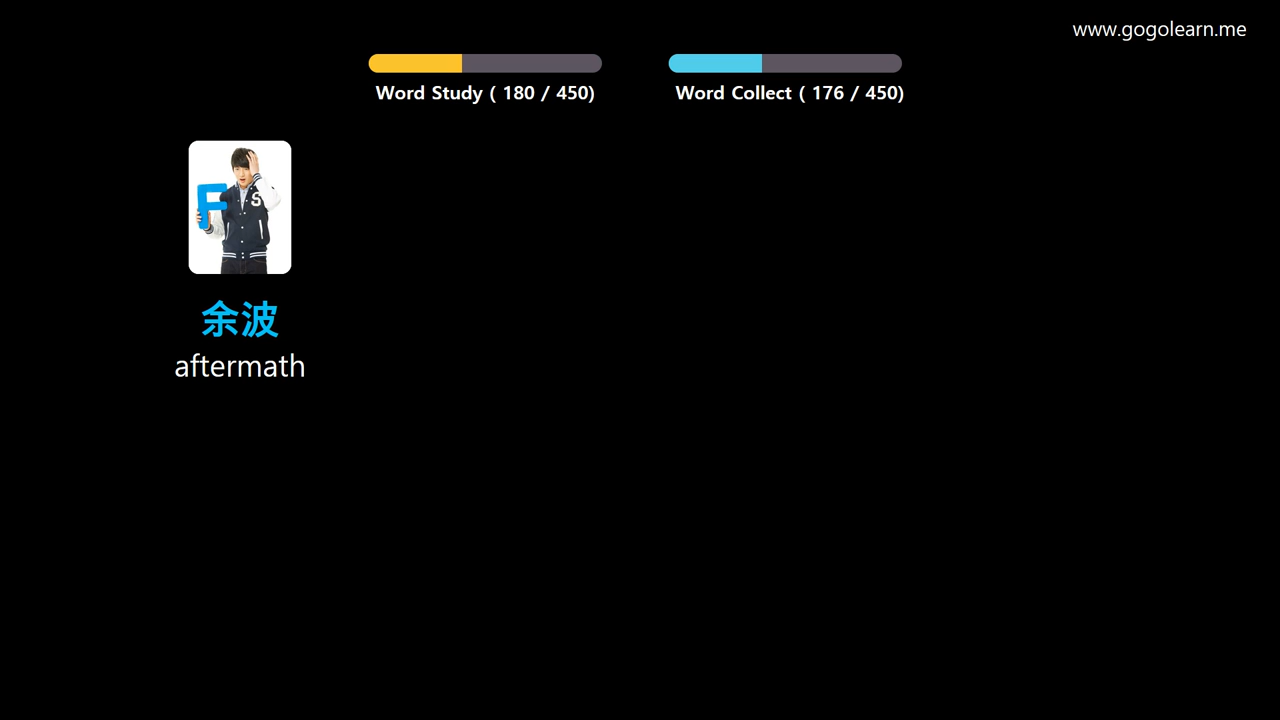 www.gogolearn.me
Word Study ( 180 / 450)
Word Collect ( 176 / 450)
F
S
余波
aftermath